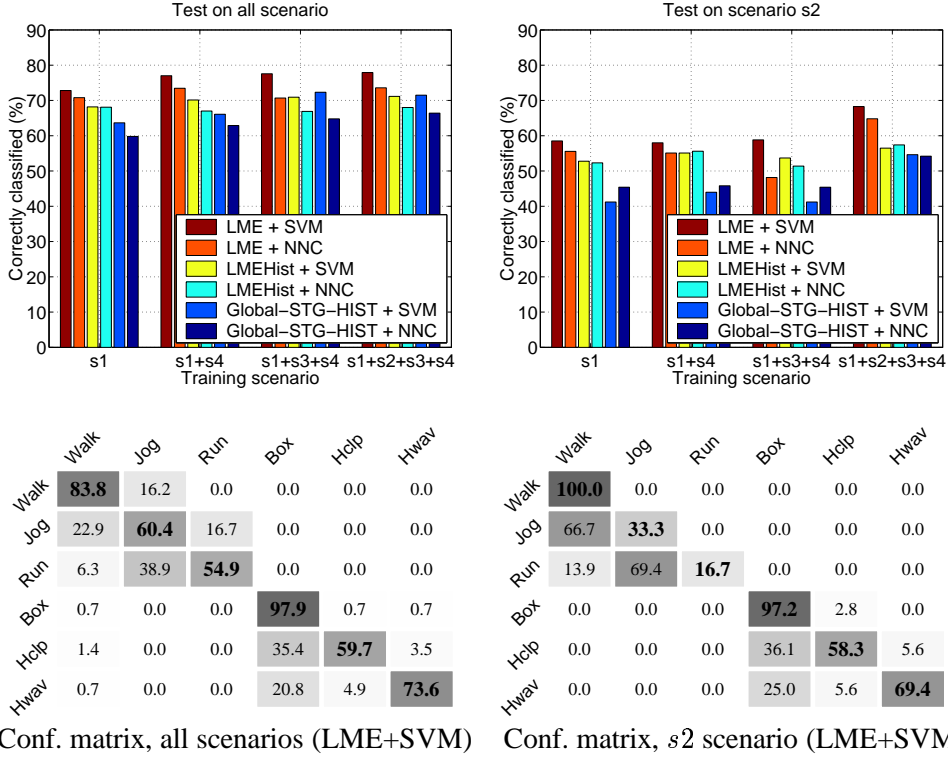 Test on all scenario
Correctly classified (%)
90
80
70
60
50
40
30
20
10
0
LME + SVM
LME + NNC
LMEHist + SVM
LMEHist + NNC
Global–STG–HIST + SVM
Global–STG–HIST + NNC
s1 s1+s4 s1+s3+s4 s1+s2+s3+s4
Training scenario
Test on scenario s2
Correctly classified (%)
90
80
70
60
50
40
30
20
10
0
LME + SVM
LME + NNC
LMEHist + SVM
LMEHist + NNC
Global–STG–HIST + SVM
Global–STG–HIST + NNC
s1 s1+s4 s1+s3+s4 s1+s2+s3+s4
Training scenario
Walk Jog Run Box Hclp Hwav
Walk 83.8 16.2 0.0 0.0 0.0 0.0
Jog 22.9 60.4 16.7 0.0 0.0 0.0
Run 6.3 38.9 54.9 0.0 0.0 0.0
Box 0.7 0.0 0.0 97.9 0.7 0.7
Hclp 1.4 0.0 0.0 35.4 59.7 3.5
Hwav 0.7 0.0 0.0 20.8 4.9 73.6
Conf. matrix, all scenarios (LME+SVM)
Walk Jog Run Box Hclp Hwav
Walk 100.0 0.0 0.0 0.0 0.0 0.0
Jog 66.7 33.3 0.0 0.0 0.0 0.0
Run 13.9 69.4 16.7 0.0 0.0 0.0
Box 0.0 0.0 0.0 97.2 2.8 0.0
Hclp 0.0 0.0 0.0 36.1 58.3 5.6
Hwav 0.0 0.0 0.0 25.0 5.6 69.4
Conf. matrix, s2 scenario (LME+SVM